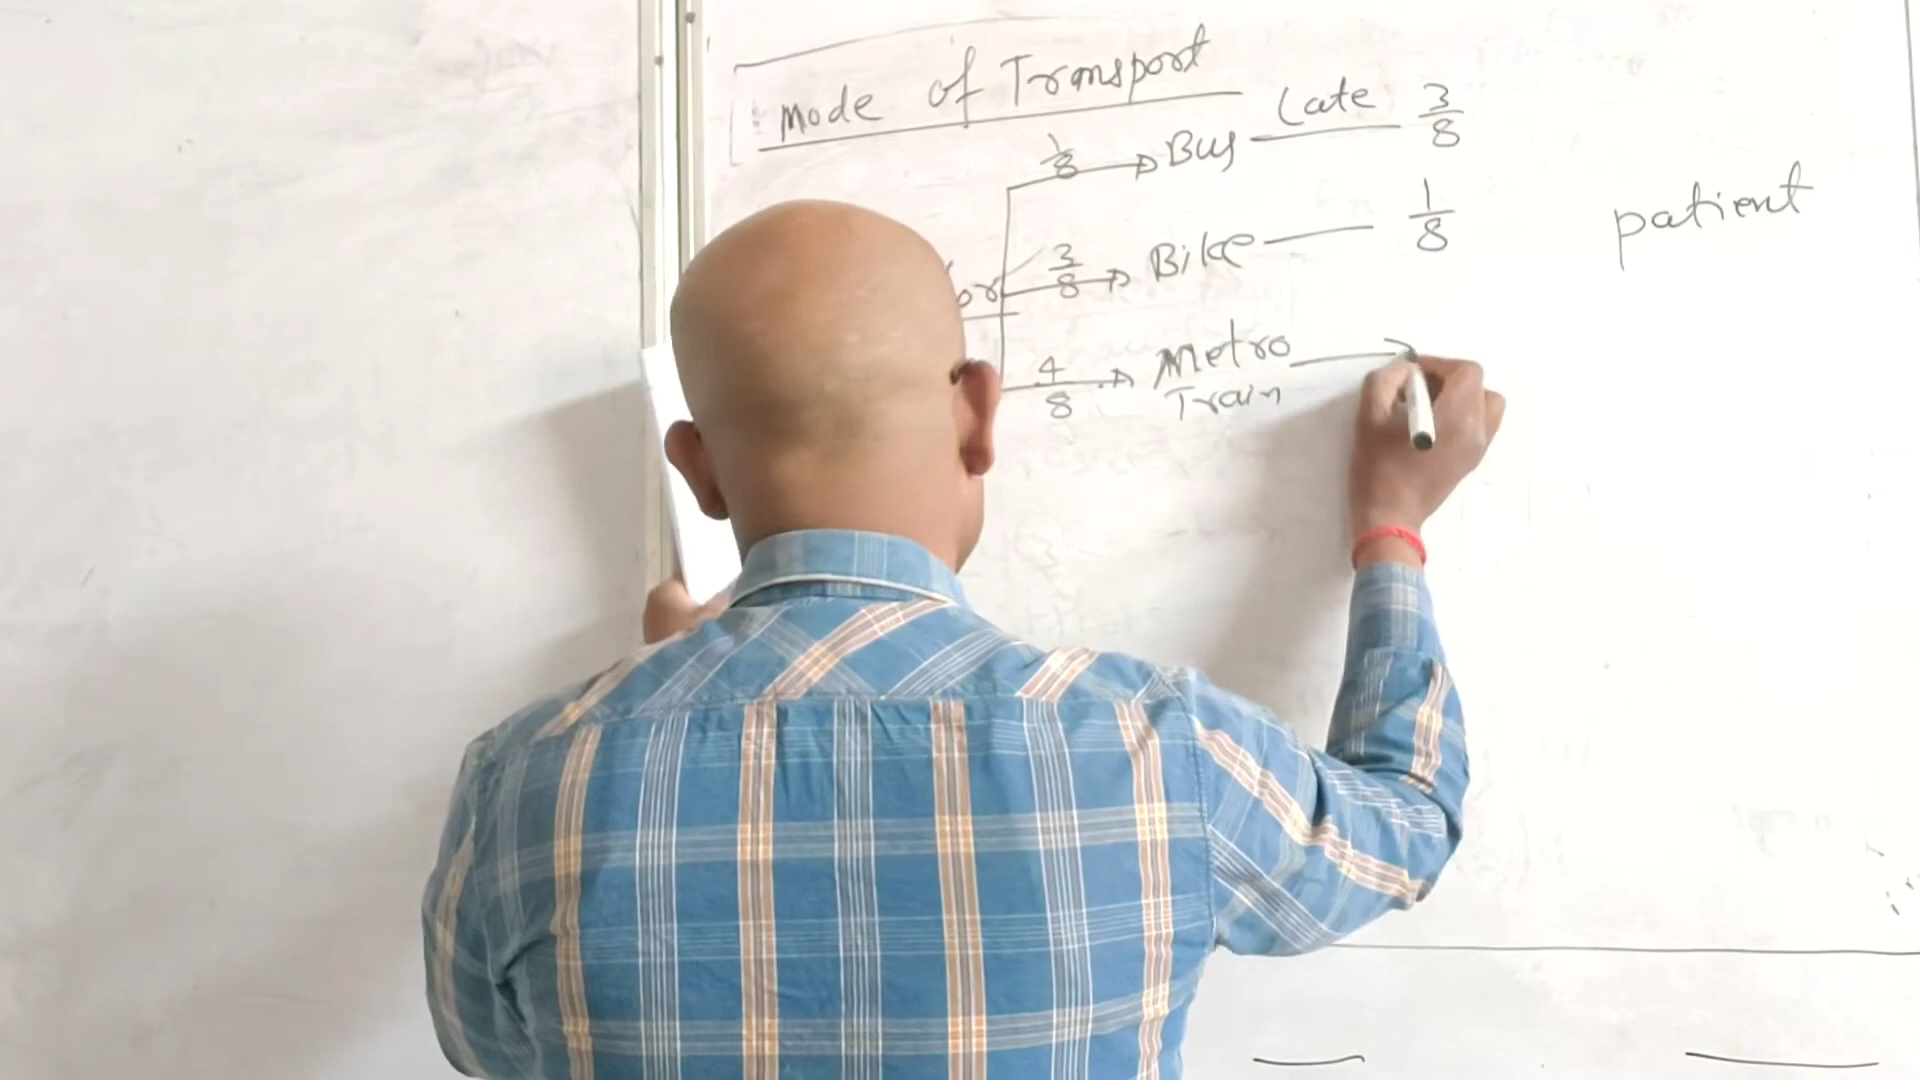 Mode of Transport
1/8 Bus Late 3/8
3/8 Bike 1/8
patient
4/8 Metro
Train